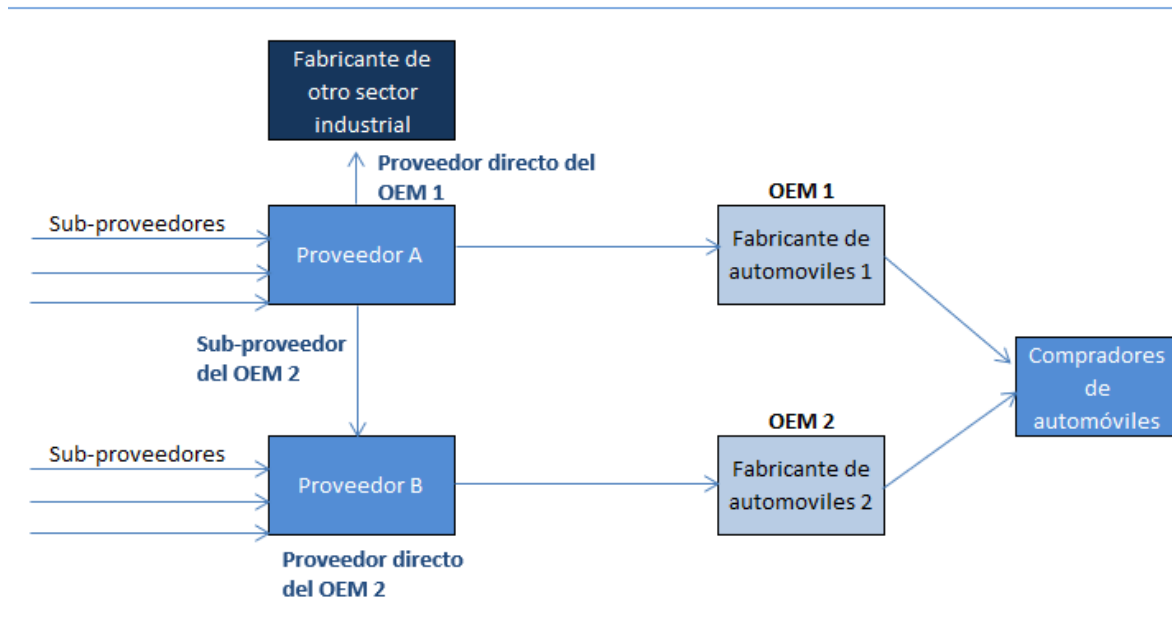 Fabricante de
otro sector
industrial
Proveedor directo del
OEM 1
OEM 1
Sub-proveedores
Proveedor A
Fabricante de
automoviles 1
Sub-proveedor
del OEM 2
Compradores
de
automóviles
OEM 2
Sub-proveedores
Proveedor B
Fabricante de
automoviles 2
Proveedor directo
del OEM 2